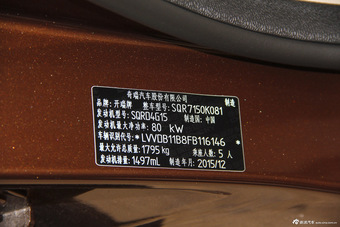 奇瑞汽车股份有限公司 制造
品牌：开瑞牌 整车型号：SQR7150K081
发动机型号：SQRD4G15 制造国：中国
发动机最大净功率：80 kW
车辆识别代号：*LVVDB11B8FB116146*
最大允许总质量：1795kg 乘坐人数：5 人
发动机排量：1497mL 制造年月：2015/12